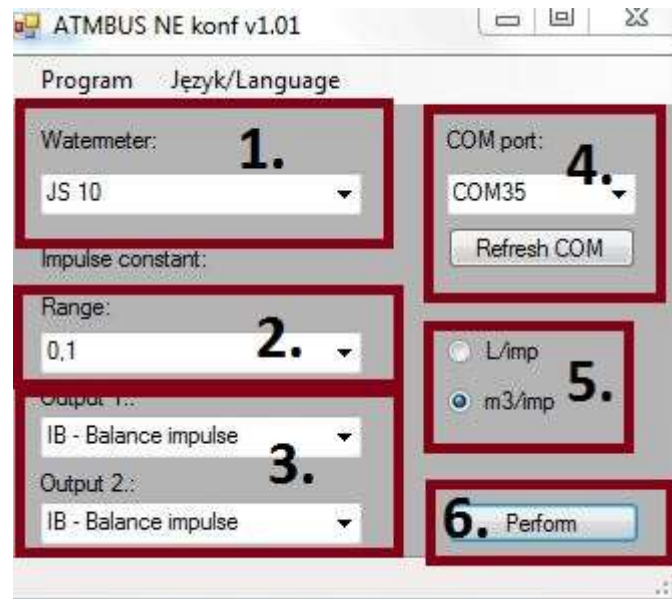 ATMBUS NE konf v1.01
Program Język/Language
Watermeter:
1.
JS 10
Impulse constant:
Range:
0,1
2.
Output 1.:
IB - Balance impulse
3.
Output 2.:
IB - Balance impulse
COM port:
4.
COM35
Refresh COM
L/imp
m3/imp
5.
6.
Perform